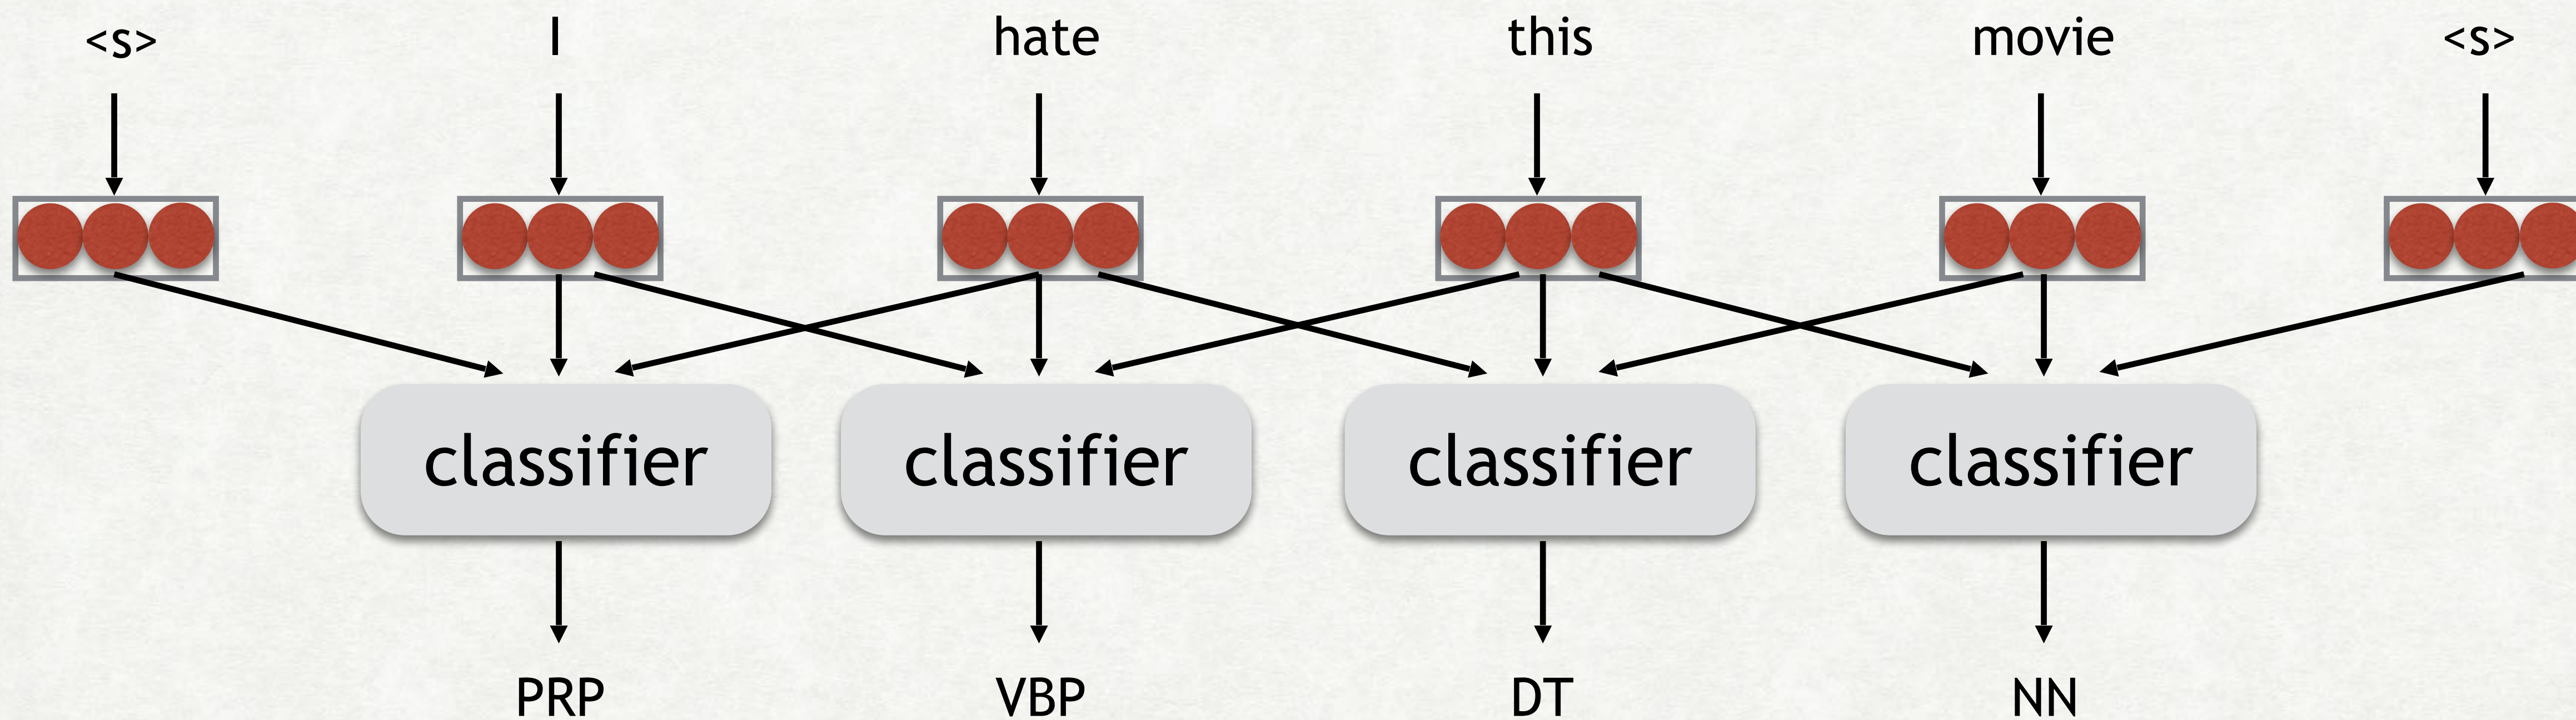 <s> I hate this movie <s>
classifier classifier classifier classifier
PRP VBP DT NN